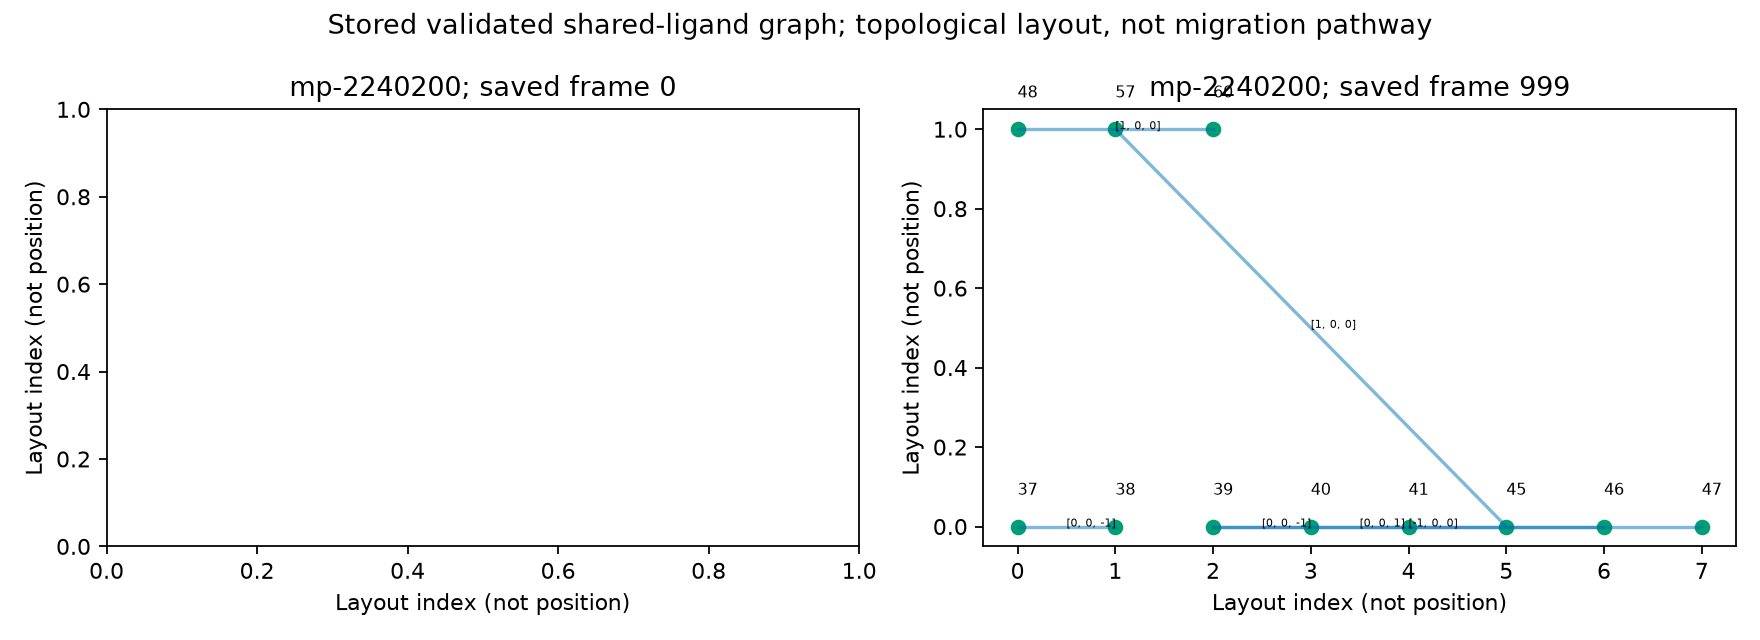 Stored validated shared-ligand graph; topological layout, not migration pathway
mp-2240200; saved frame 0
1.0
0.8
0.6
0.4
0.2
0.0
0.0 0.2 0.4 0.6 0.8 1.0
Layout index (not position)
Layout index (not position)
mp-2240200; saved frame 999
48 57 60
[1, 0, 0]
[1, 0, 0]
37 38 39 40 41 45 46 47
[0, 0, -1] [0, 0, -1] [0, 0, 1] [-1, 0, 0]
1.0
0.8
0.6
0.4
0.2
0.0
0 1 2 3 4 5 6 7
Layout index (not position)
Layout index (not position)